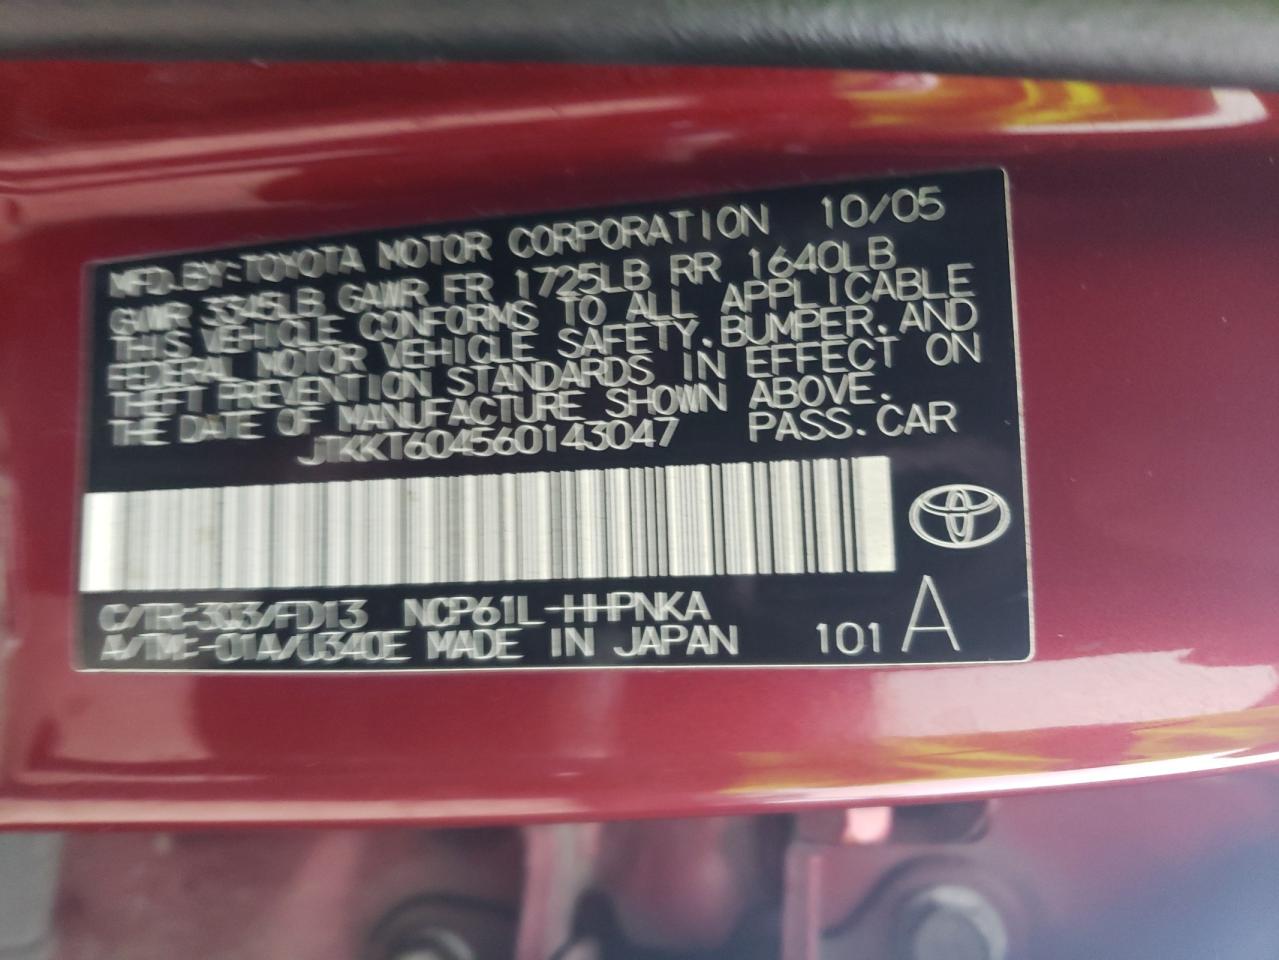 MFD.BY:TOYOTA MOTOR CORPORATION 10/05
GVWR 3345LB GAWR FR 1725LB RR 1640LB
THIS VEHICLE CONFORMS TO ALL APPLICABLE
FEDERAL MOTOR VEHICLE SAFETY.BUMPER.AND
THEFT PREVENTION STANDARDS IN EFFECT ON
THE DATE OF MANUFACTURE SHOWN ABOVE.
JTKKT604560143047 PASS.CAR
C/TR:3Q3/FD13 NCP61L-HHPNKA
A/TM:-01A/U340E MADE IN JAPAN 101 A